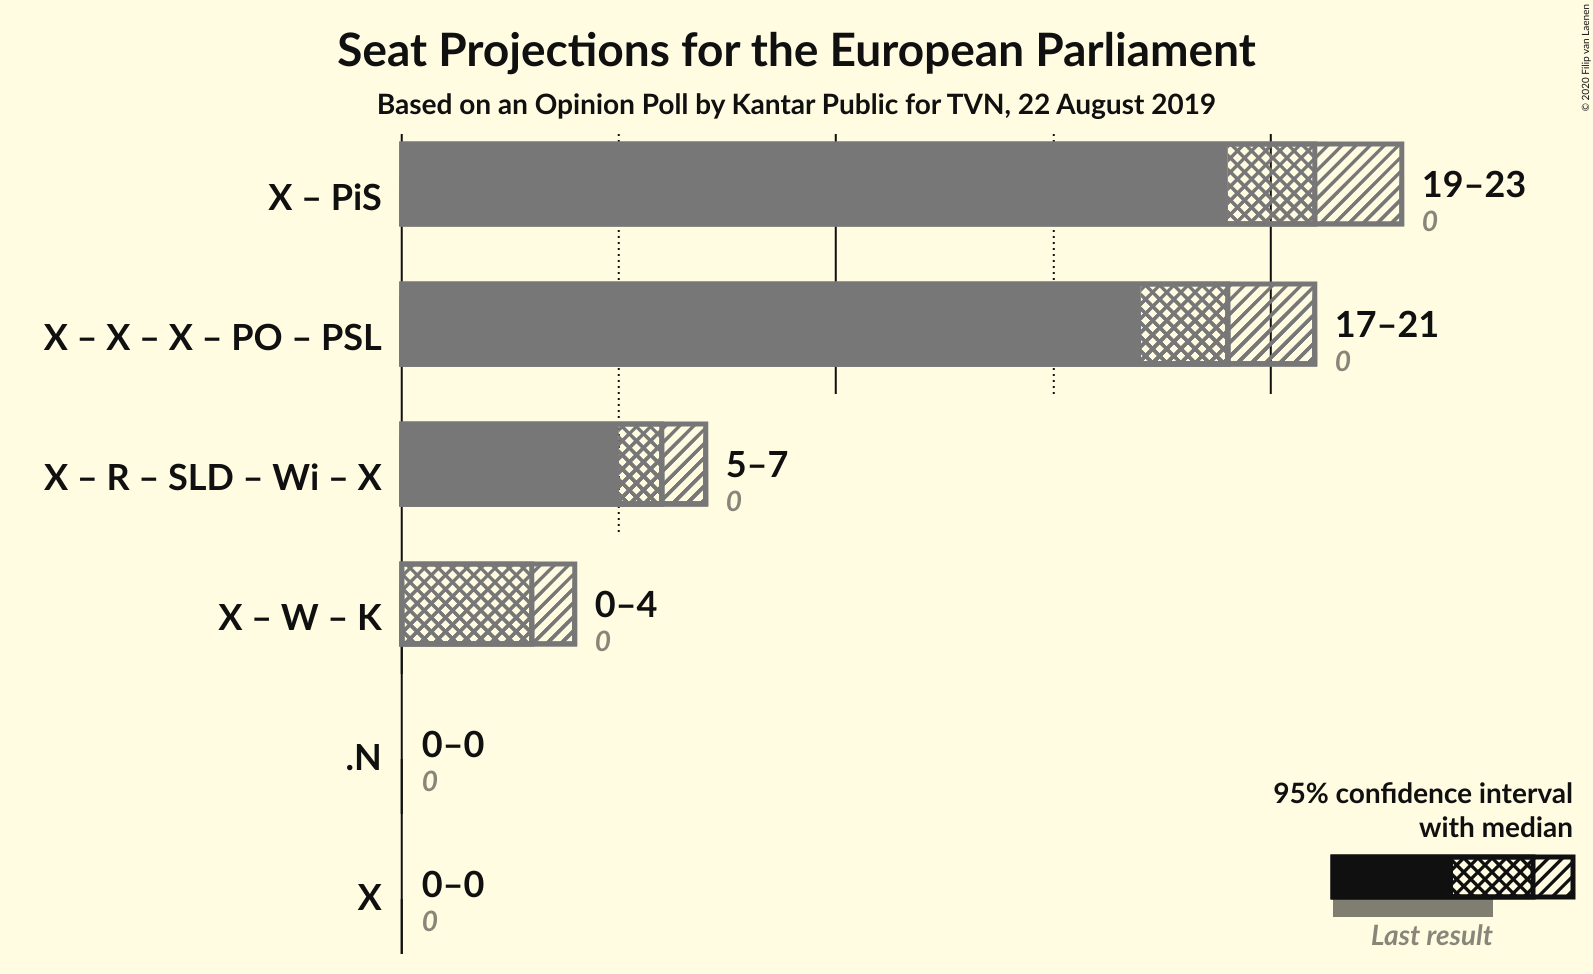 Seat Projections for the European Parliament
Based on an Opinion Poll by Kantar Public for TVN, 22 August 2019
© 2020 Filip van Laenen
X – PiS
19–23
0
X – X – X – PO – PSL
17–21
0
X – R – SLD – Wi – X
5–7
0
X – W – K
0–4
0
.N
0–0
0
X
0–0
0
95% confidence interval
with median
Last result